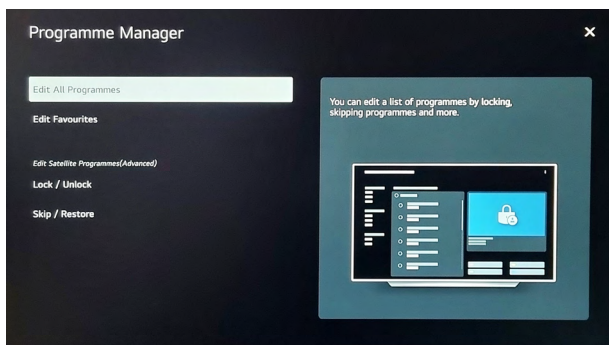 Programme Manager
Edit All Programmes
Edit Favourites
Edit Satellite Programmes(Advanced)
Lock / Unlock
Skip / Restore
You can edit a list of programmes by locking,
skipping programmes and more.